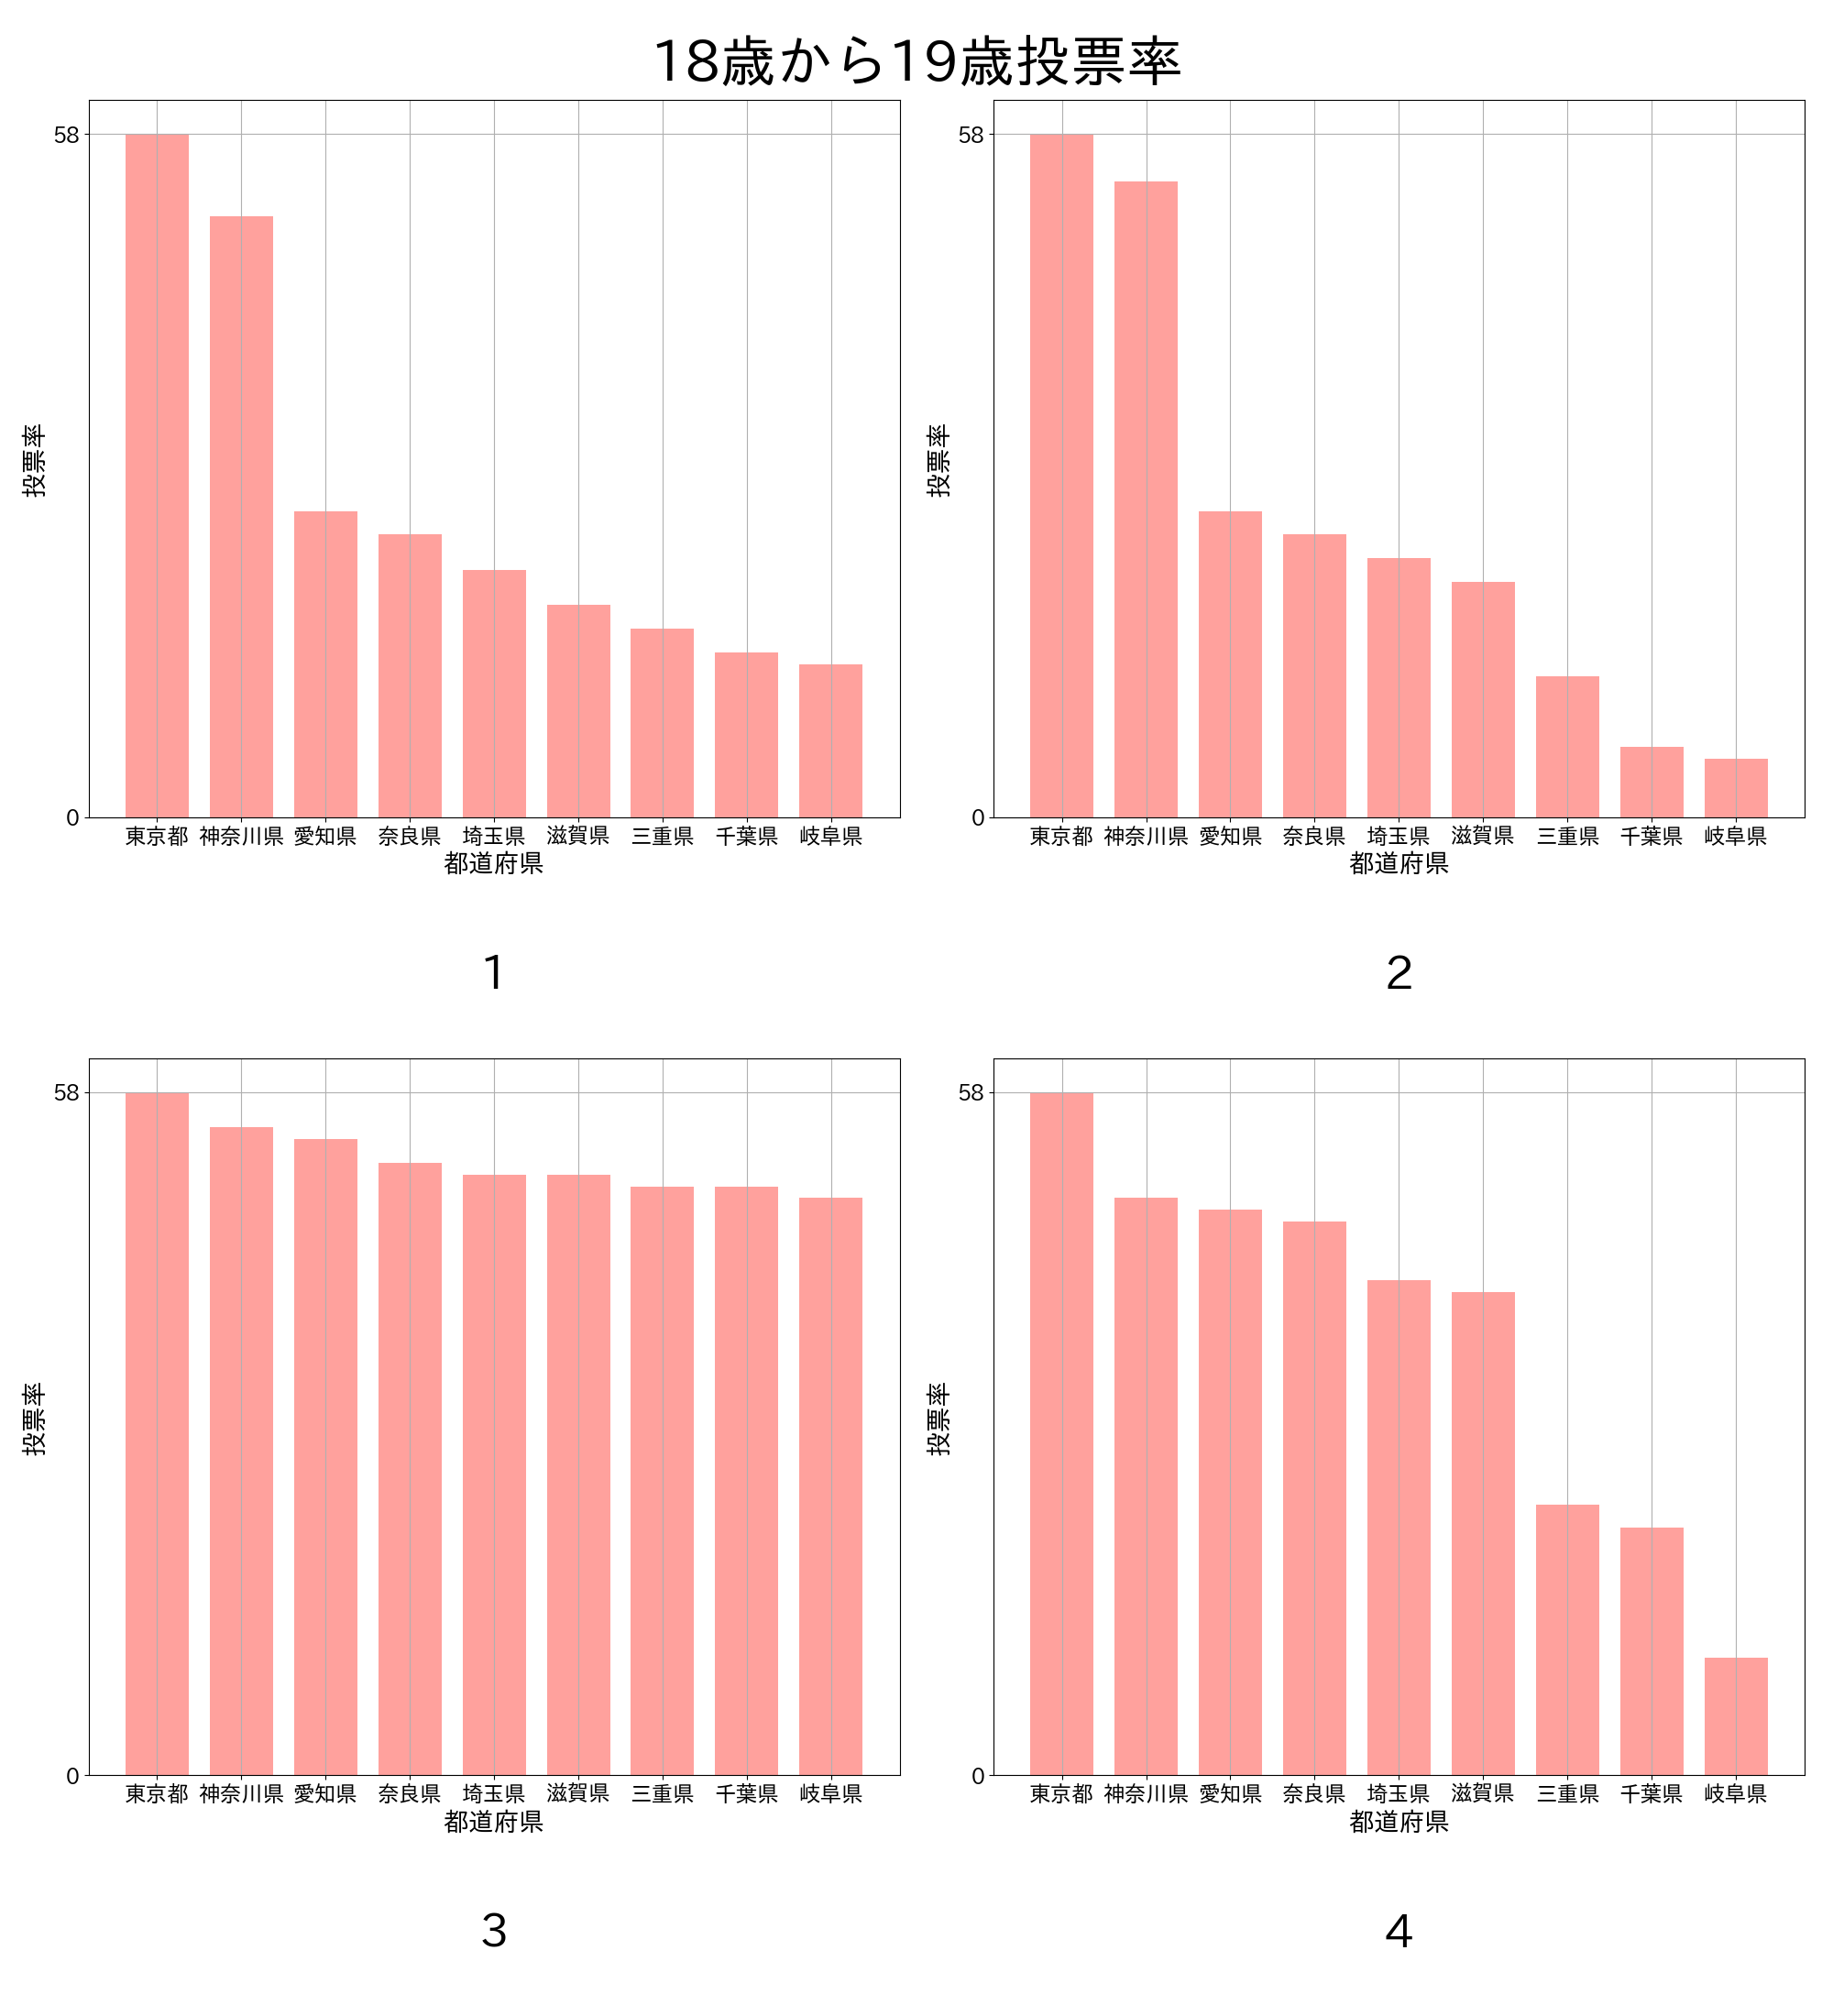 18歳から19歳投票率
58
0
投票率
東京都 神奈川県 愛知県 奈良県 埼玉県 滋賀県 三重県 千葉県 岐阜県
都道府県
1
58
0
投票率
東京都 神奈川県 愛知県 奈良県 埼玉県 滋賀県 三重県 千葉県 岐阜県
都道府県
2
58
0
投票率
東京都 神奈川県 愛知県 奈良県 埼玉県 滋賀県 三重県 千葉県 岐阜県
都道府県
3
58
0
投票率
東京都 神奈川県 愛知県 奈良県 埼玉県 滋賀県 三重県 千葉県 岐阜県
都道府県
4